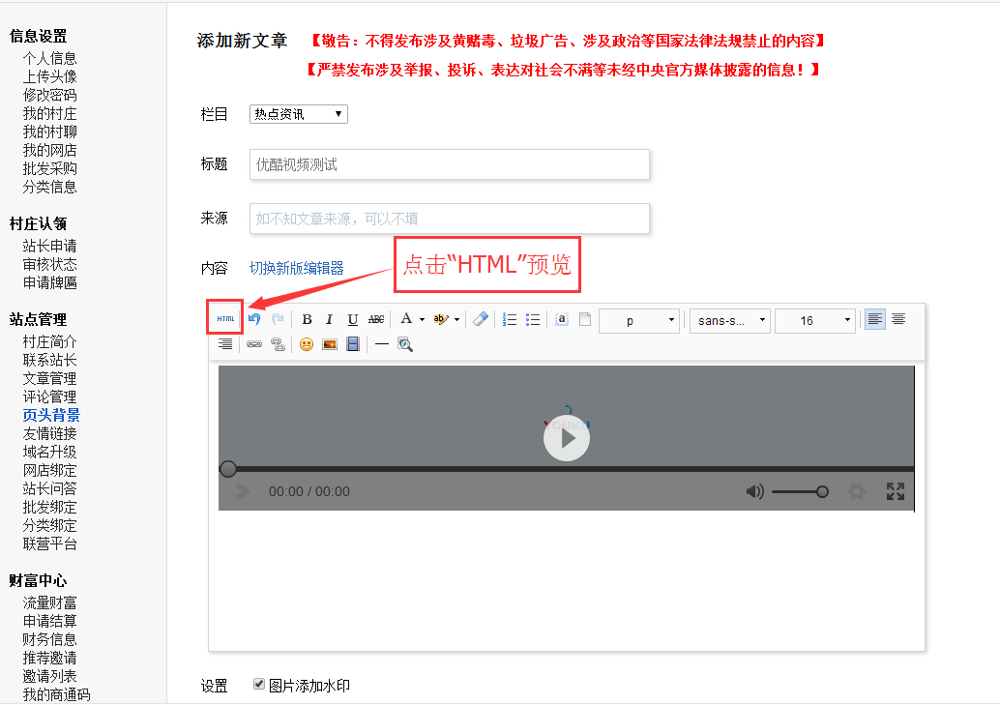 信息设置
个人信息
上传头像
修改密码
我的村庄
我的村聊
我的网店
批发采购
分类信息
村庄认领
站长申请
审核状态
申请牌匾
站点管理
村庄简介
联系站长
文章管理
评论管理
页头背景
友情链接
域名升级
网店绑定
站长问答
批发绑定
分类绑定
联营平台
财富中心
流量财富
申请结算
财务信息
推荐邀请
邀请列表
我的商通码
添加新文章 【敬告：不得发布涉及黄赌毒、垃圾广告、涉及政治等国家法律法规禁止的内容】
【严禁发布涉及举报、投诉、表达对社会不满等未经中央官方媒体披露的信息！】
栏目 热点资讯
标题 优酷视频测试
来源 如不知文章来源，可以不填
内容 切换新版编辑器
点击“HTML”预览
HTML B I U ABC A ab a p sans-s... 16
YOUKU
00:00 / 00:00
设置 图片添加水印